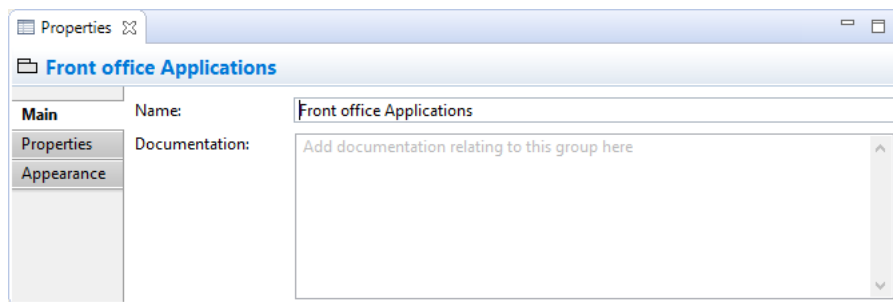 Properties
Front office Applications
Main
Name:
Front office Applications
Properties
Documentation:
Add documentation relating to this group here
Appearance